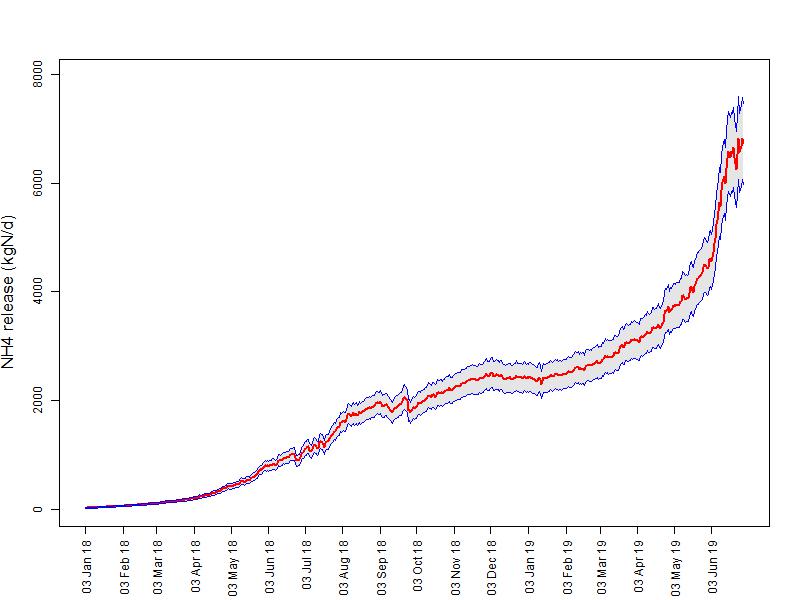 NH4 release (kgN/d)
8000
6000
4000
2000
0
03 Jan 18
03 Feb 18
03 Mar 18
03 Apr 18
03 May 18
03 Jun 18
03 Jul 18
03 Aug 18
03 Sep 18
03 Oct 18
03 Nov 18
03 Dec 18
03 Jan 19
03 Feb 19
03 Mar 19
03 Apr 19
03 May 19
03 Jun 19